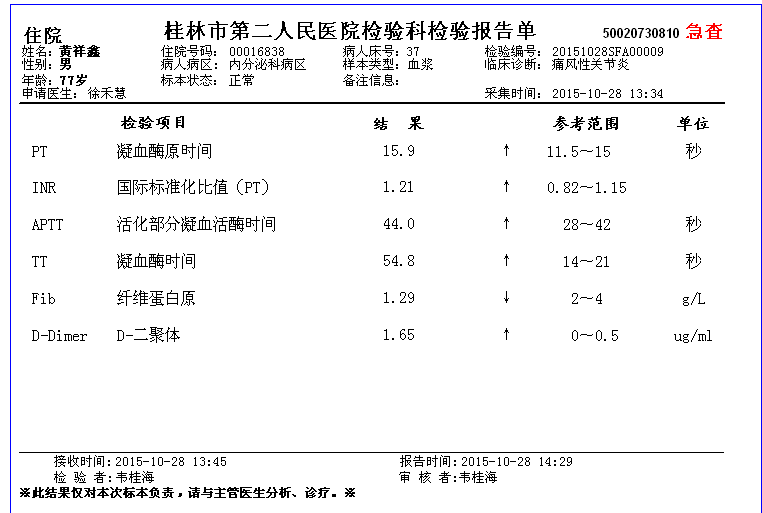 住院 桂林市第二人民医院检验科检验报告单 50020730810 急查
姓名：黄祥鑫 住院号码： 00016838 病人床号：37 检验编号： 20151028SFA00009
性别：男 病人病区： 内分泌科病区 样本类型：血浆 临床诊断： 痛风性关节炎
年龄：77岁 标本状态： 正常 备注信息：
申请医生： 徐禾慧 采集时间： 2015-10-28 13:34
检验项目 结 果 参考范围 单位
PT 凝血酶原时间 15.9 ↑ 11.5～15 秒
INR 国际标准化比值（PT） 1.21 ↑ 0.82～1.15
APTT 活化部分凝血活酶时间 44.0 ↑ 28～42 秒
TT 凝血酶时间 54.8 ↑ 14～21 秒
Fib 纤维蛋白原 1.29 ↓ 2～4 g/L
D-Dimer D-二聚体 1.65 ↑ 0～0.5 ug/ml
接收时间:2015-10-28 13:45 报告时间:2015-10-28 14:29
检 验 者:韦桂海 审 核 者:韦桂海
※此结果仅对本次标本负责，请与主管医生分析、诊疗。※